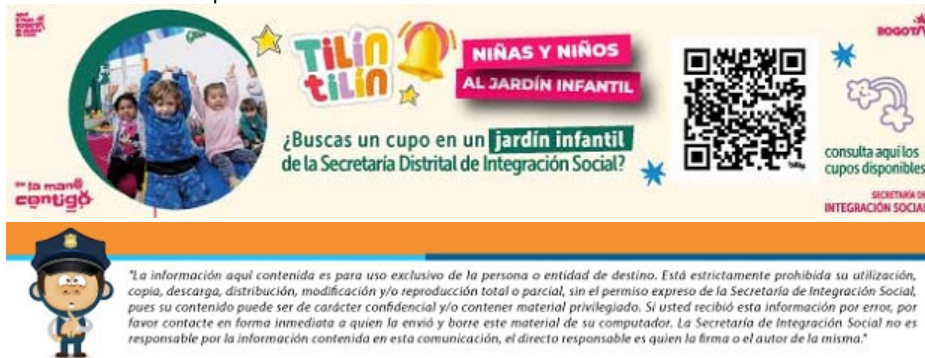 BOGOTÁ
TILÍN
tILÍN
NIÑAS Y NIÑOS
AL JARDÍN INFANTIL
¿Buscas un cupo en un jardín infantil
de la Secretaría Distrital de Integración Social?
consulta aquí los
cupos disponibles
la mano
contigo
SECRETARÍA DE
INTEGRACIÓN SOCIAL
"La información aquí contenida es para uso exclusivo de la persona o entidad de destino. Está estrictamente prohibida su utilización,
copia, descarga, distribución, modificación y/o reproducción total o parcial, sin el permiso expreso de la Secretaría de Integración Social,
pues su contenido puede ser de carácter confidencial y/o contener material privilegiado. Si usted recibió esta información por error, por
favor contacte en forma inmediata a quien la envió y borre este material de su computador. La Secretaría de Integración Social no es
responsable por la información contenida en esta comunicación, el directo responsable es quien la firma o el autor de la misma."